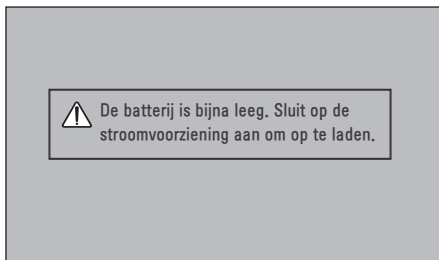 De batterij is bijna leeg. Sluit op de
stroomvoorziening aan om op te laden.